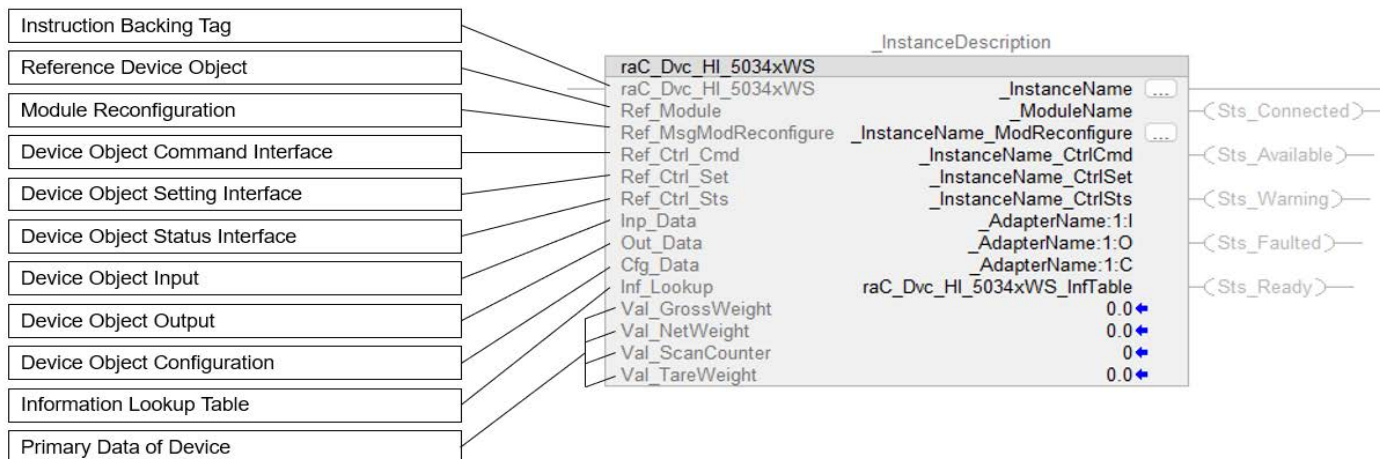 Instruction Backing Tag
Reference Device Object
Module Reconfiguration
Device Object Command Interface
Device Object Setting Interface
Device Object Status Interface
Device Object Input
Device Object Output
Device Object Configuration
Information Lookup Table
Primary Data of Device
_InstanceDescription
raC_Dvc_HI_5034xWS
raC_Dvc_HI_5034xWS _InstanceName ...
Ref_Module _ModuleName Sts_Connected
Ref_MsgModReconfigure _InstanceName_ModReconfigure ...
Ref_Ctrl_Cmd _InstanceName_CtrlCmd Sts_Available
Ref_Ctrl_Set _InstanceName_CtrlSet
Ref_Ctrl_Sts _InstanceName_CtrlSts Sts_Warning
Inp_Data _AdapterName:1:I
Out_Data _AdapterName:1:O Sts_Faulted
Cfg_Data _AdapterName:1:C
Inf_Lookup raC_Dvc_HI_5034xWS_InfTable Sts_Ready
Val_GrossWeight 0.0
Val_NetWeight 0.0
Val_ScanCounter 0
Val_TareWeight 0.0